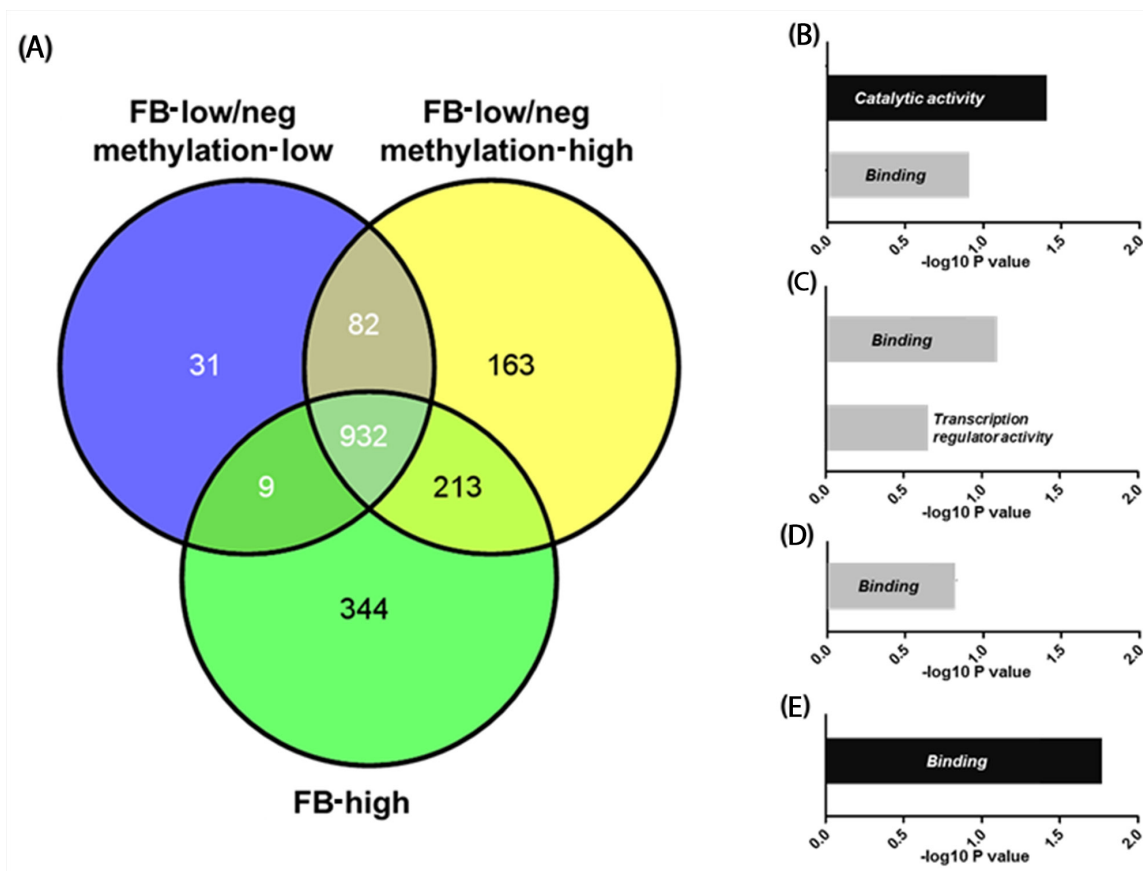 (A)
FB-low/neg
methylation-low
FB-low/neg
methylation-high
31
82
163
932
9
213
344
FB-high
(B)
Catalytic activity
Binding
0.0 0.5 1.0 1.5 2.0
-log10 P value
(C)
Binding
Transcription
regulator activity
0.0 0.5 1.0 1.5 2.0
-log10 P value
(D)
Binding
0.0 0.5 1.0 1.5 2.0
-log10 P value
(E)
Binding
0.0 0.5 1.0 1.5 2.0
-log10 P value